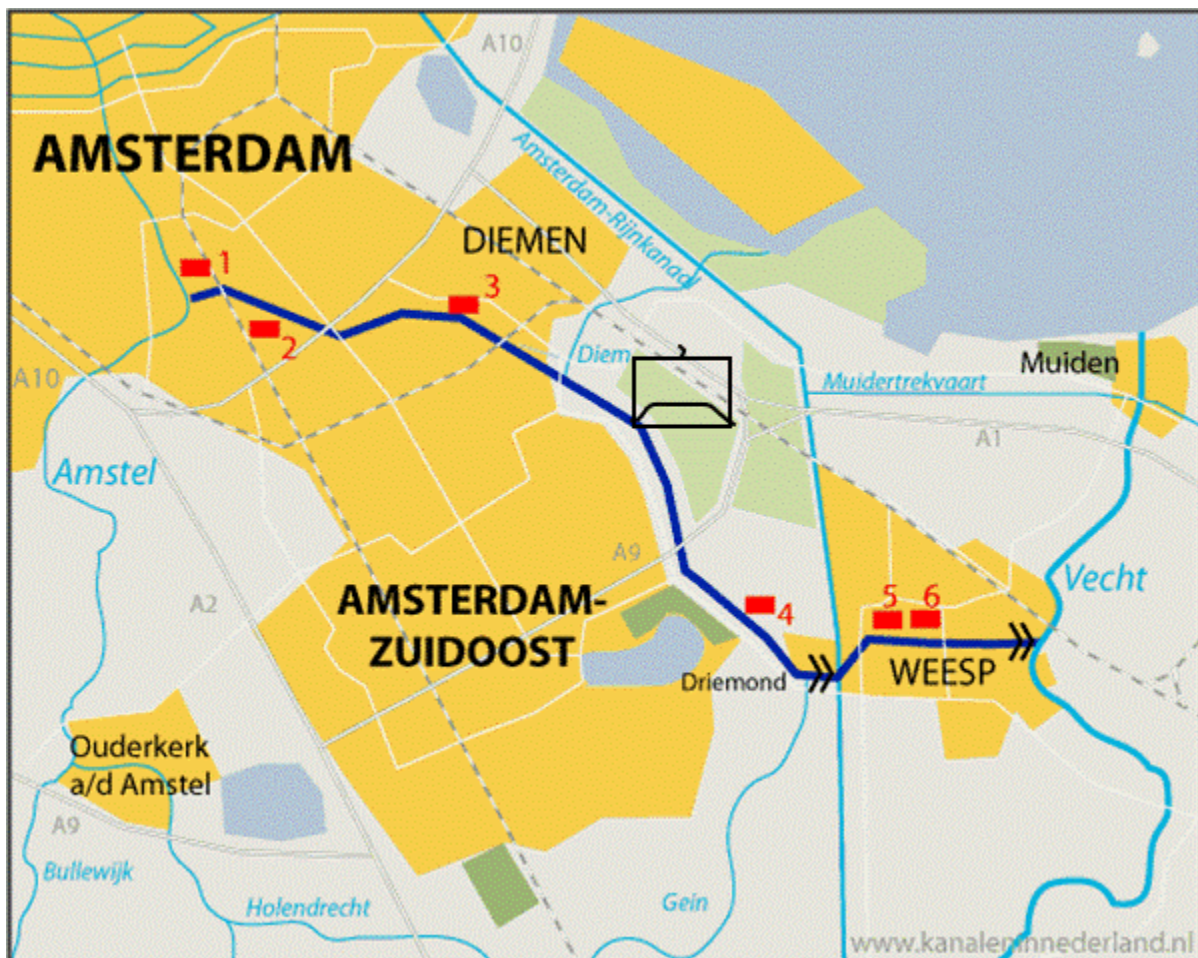 A10
AMSTERDAM
Amsterdam-Rijnkanaal
DIEMEN
1
3
2
Diem
Muiden
A10
Muidertrekvaart
A1
Amstel
A9
Vecht
A2
AMSTERDAM-
ZUIDOOST
4
5
6
Driemond
WEESP
Ouderkerk
a/d Amstel
A9
Bullewijk
Holendrecht
Gein
www.kanaleninnederland.nl